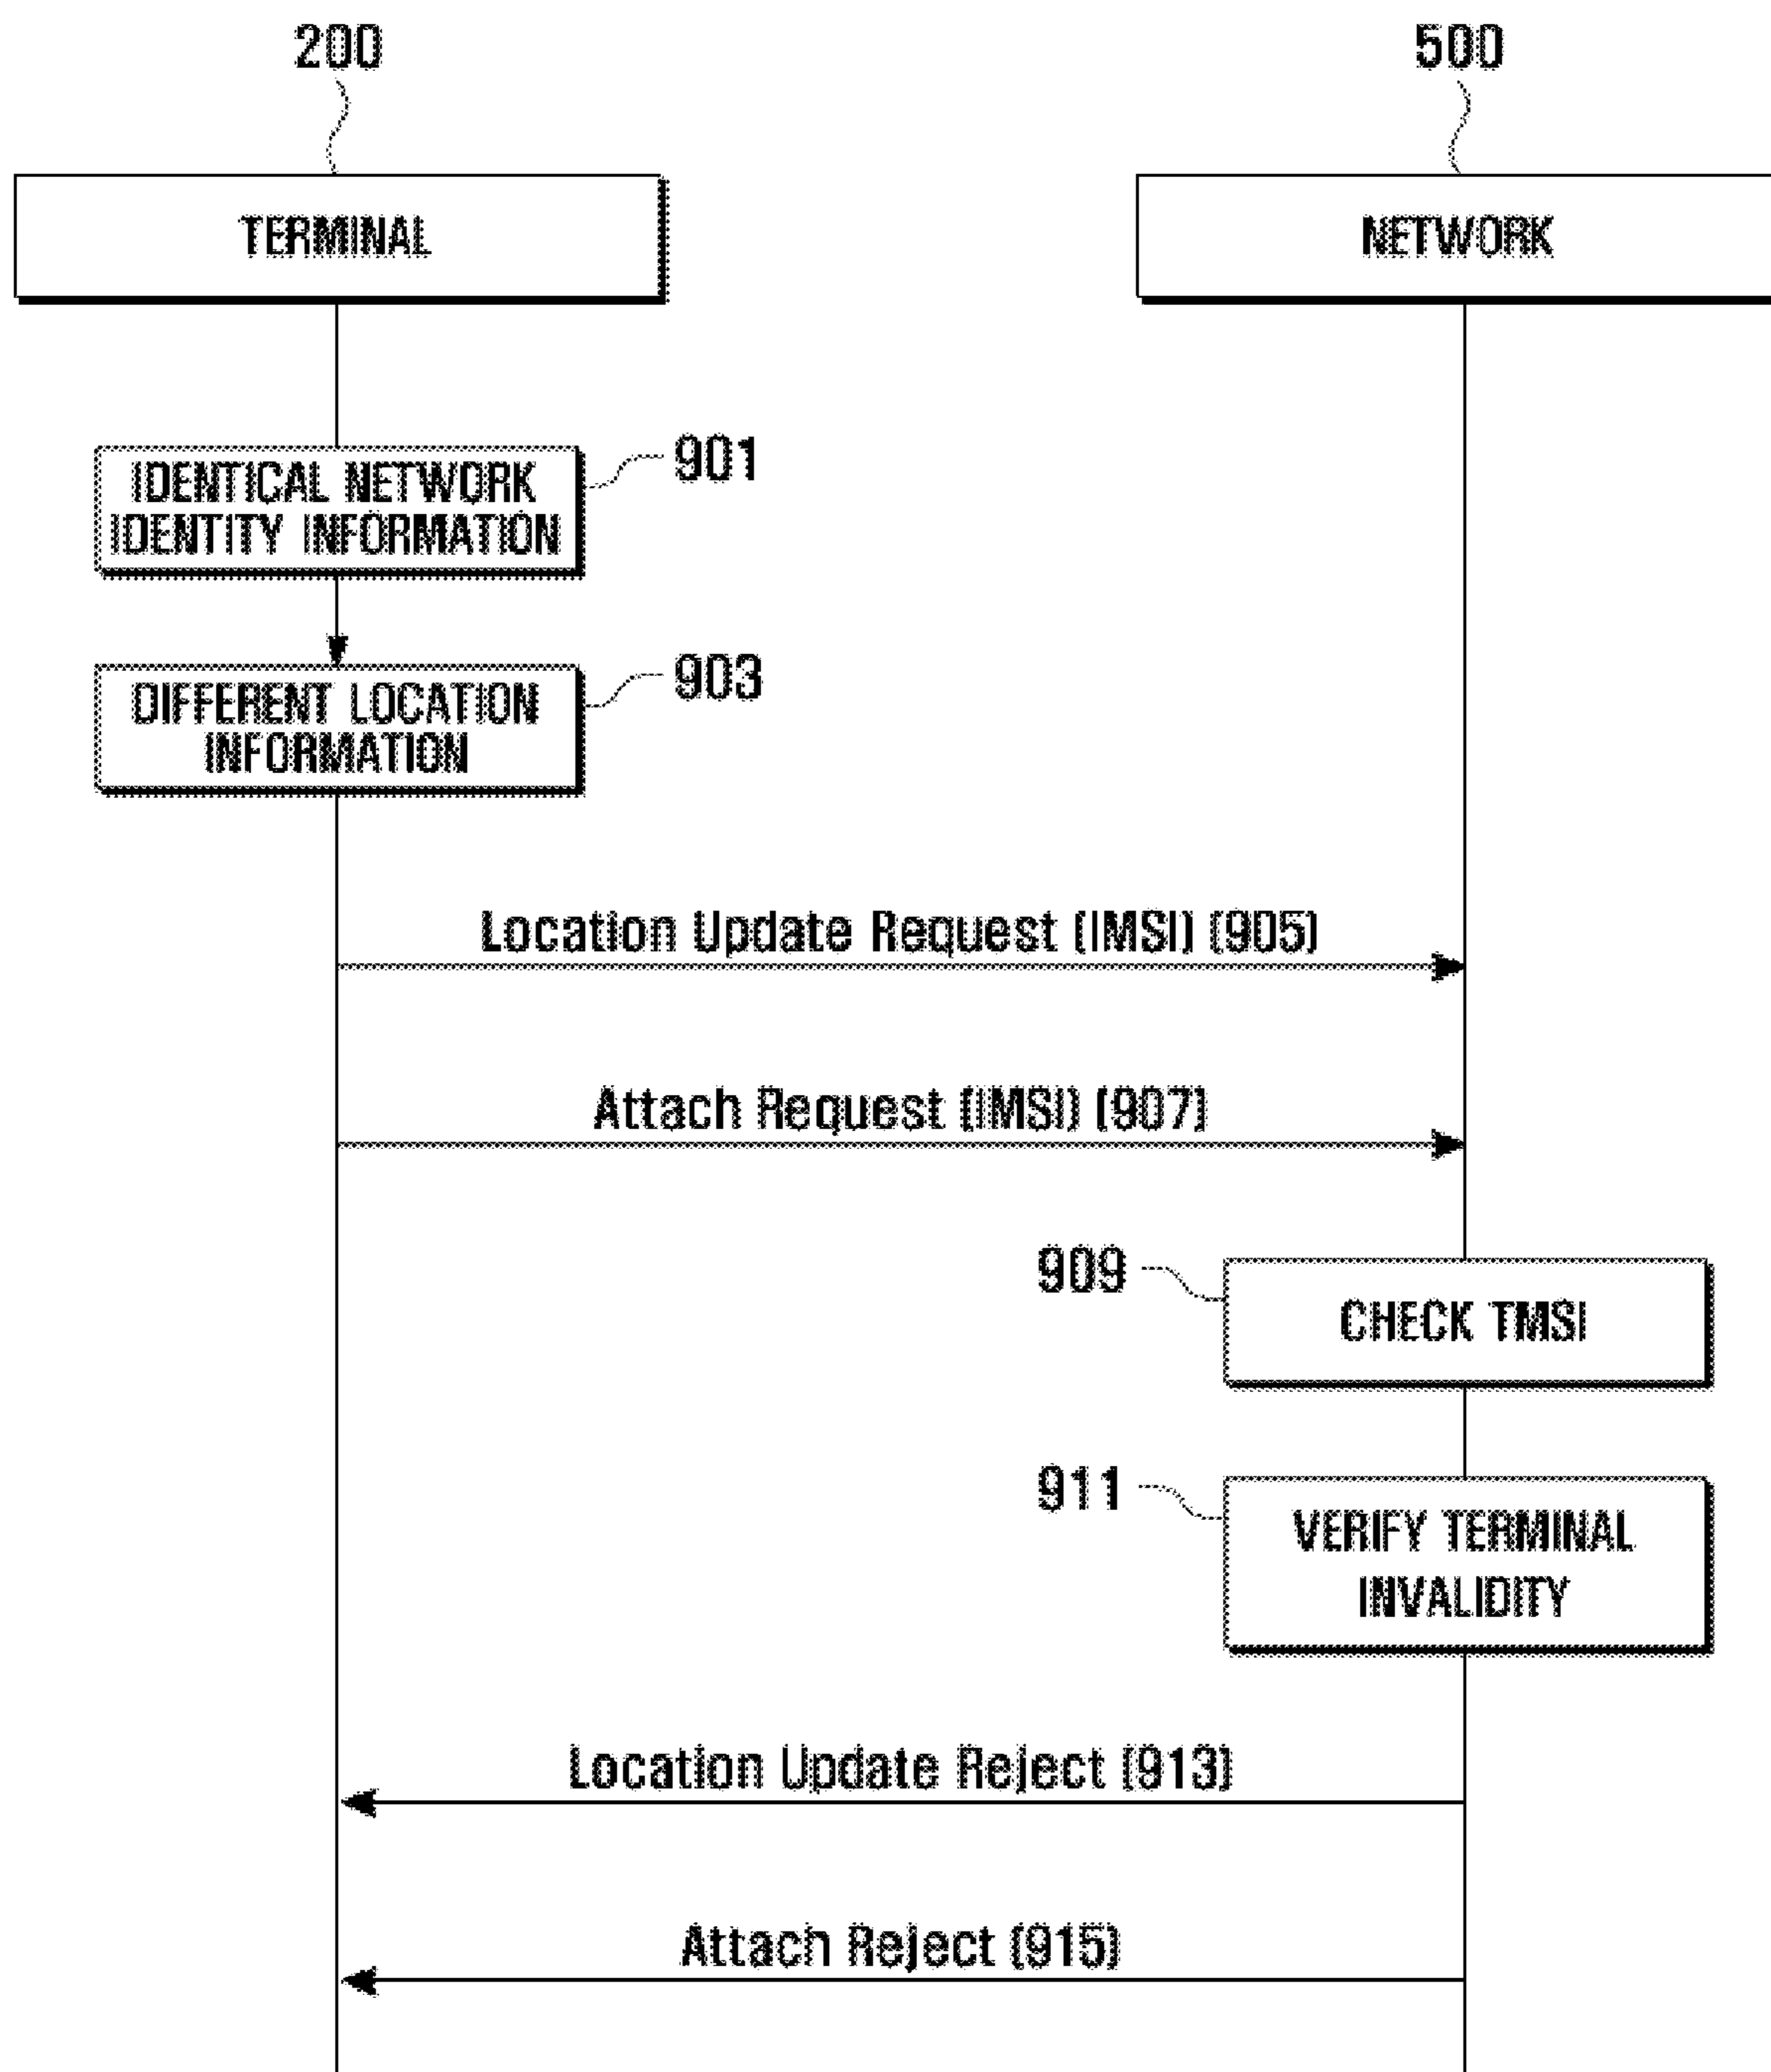 200
500
TERMINAL
NETWORK
901
IDENTICAL NETWORK
IDENTITY INFORMATION
903
DIFFERENT LOCATION
INFORMATION
Location Update Request (IMSI) (905)
Attach Request (IMSI) (907)
909
CHECK TMSI
911
VERIFY TERMINAL
INVALIDITY
Location Update Reject (913)
Attach Reject (915)